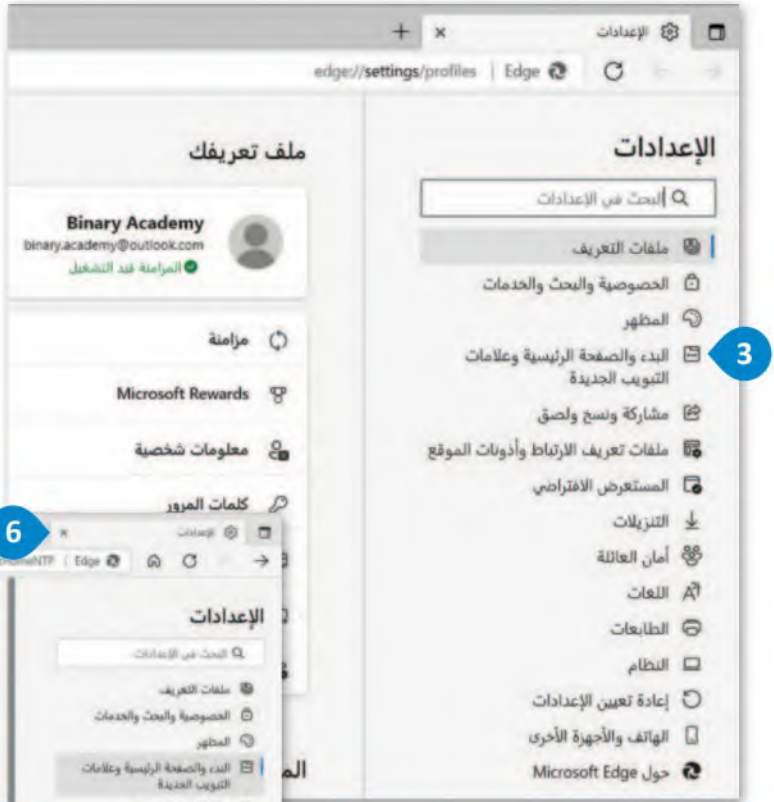 الإعدادات
edge://settings/profiles | Edge
الإعدادات
البحث في الإعدادات
ملفات التعريف
الخصوصية والبحث والخدمات
المظهر
البدء والصفحة الرئيسية وعلامات
التبويب الجديدة
3
مشاركة ونسخ ولصق
ملفات تعريف الارتباط وأذونات الموقع
المستعرض الافتراضي
التنزيلات
أمان العائلة
اللغات
الطابعات
النظام
إعادة تعيين الإعدادات
الهاتف والأجهزة الأخرى
حول Microsoft Edge
ملف تعريفك
Binary Academy
binary.academy@outlook.com
المزامنة قيد التشغيل
مزامنة
Microsoft Rewards
معلومات شخصية
كلمات المرور
6
الإعدادات
Edge
الإعدادات
البحث في الإعدادات
ملفات التعريف
الخصوصية والبحث والخدمات
المظهر
البدء والصفحة الرئيسية وعلامات
التبويب الجديدة